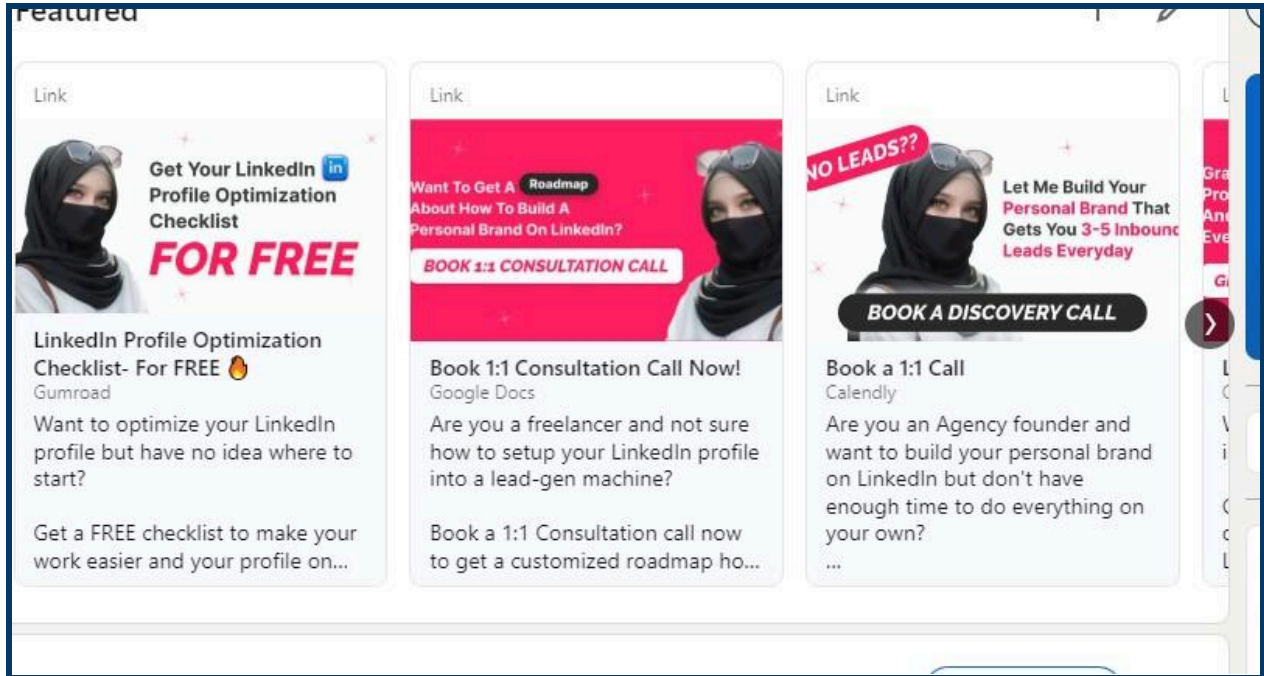 Featured
Link
Get Your LinkedIn in
Profile Optimization
Checklist
FOR FREE
LinkedIn Profile Optimization
Checklist- For FREE 🔥
Gumroad
Want to optimize your LinkedIn
profile but have no idea where to
start?
Get a FREE checklist to make your
work easier and your profile on...
Link
Want To Get A Roadmap
About How To Build A
Personal Brand On LinkedIn?
BOOK 1:1 CONSULTATION CALL
Book 1:1 Consultation Call Now!
Google Docs
Are you a freelancer and not sure
how to setup your LinkedIn profile
into a lead-gen machine?
Book a 1:1 Consultation call now
to get a customized roadmap ho...
Link
NO LEADS??
Let Me Build Your
Personal Brand That
Gets You 3-5 Inbound
Leads Everyday
BOOK A DISCOVERY CALL
Book a 1:1 Call
Calendly
Are you an Agency founder and
want to build your personal brand
on LinkedIn but don't have
enough time to do everything on
your own?
...